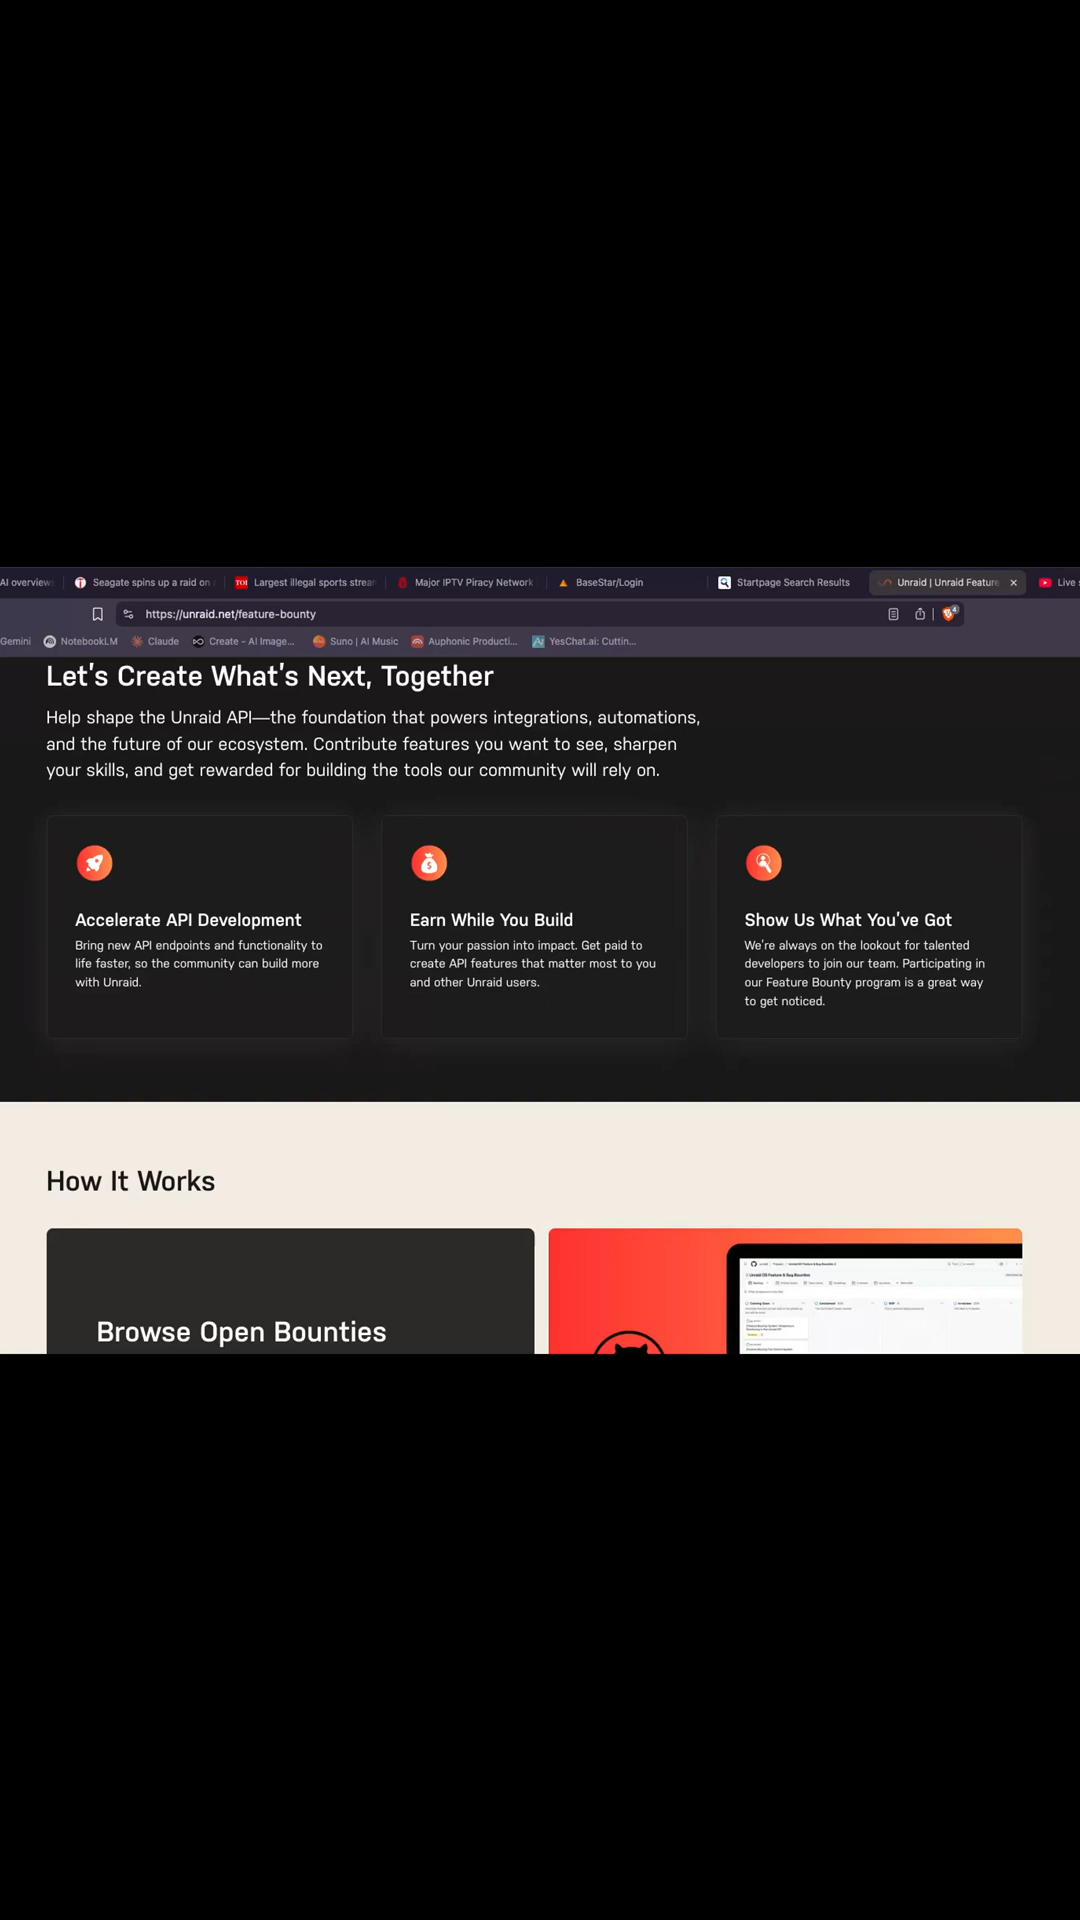 AI overviews
Seagate spins up a raid on
TOI Largest illegal sports strea
Major IPTV Piracy Network
BaseStar/Login
Startpage Search Results
Unraid | Unraid Feature
Live
https://unraid.net/feature-bounty
4
Gemini
NotebookLM
Claude
Create - AI Image...
Suno | AI Music
Auphonic Producti...
YesChat.ai: Cuttin...
Let's Create What's Next, Together
Help shape the Unraid API—the foundation that powers integrations, automations,
and the future of our ecosystem. Contribute features you want to see, sharpen
your skills, and get rewarded for building the tools our community will rely on.
Accelerate API Development
Bring new API endpoints and functionality to
life faster, so the community can build more
with Unraid.
Earn While You Build
Turn your passion into impact. Get paid to
create API features that matter most to you
and other Unraid users.
Show Us What You've Got
We're always on the lookout for talented
developers to join our team. Participating in
our Feature Bounty program is a great way
to get noticed.
How It Works
Browse Open Bounties
Unraid OS Feature & Bug Bounties